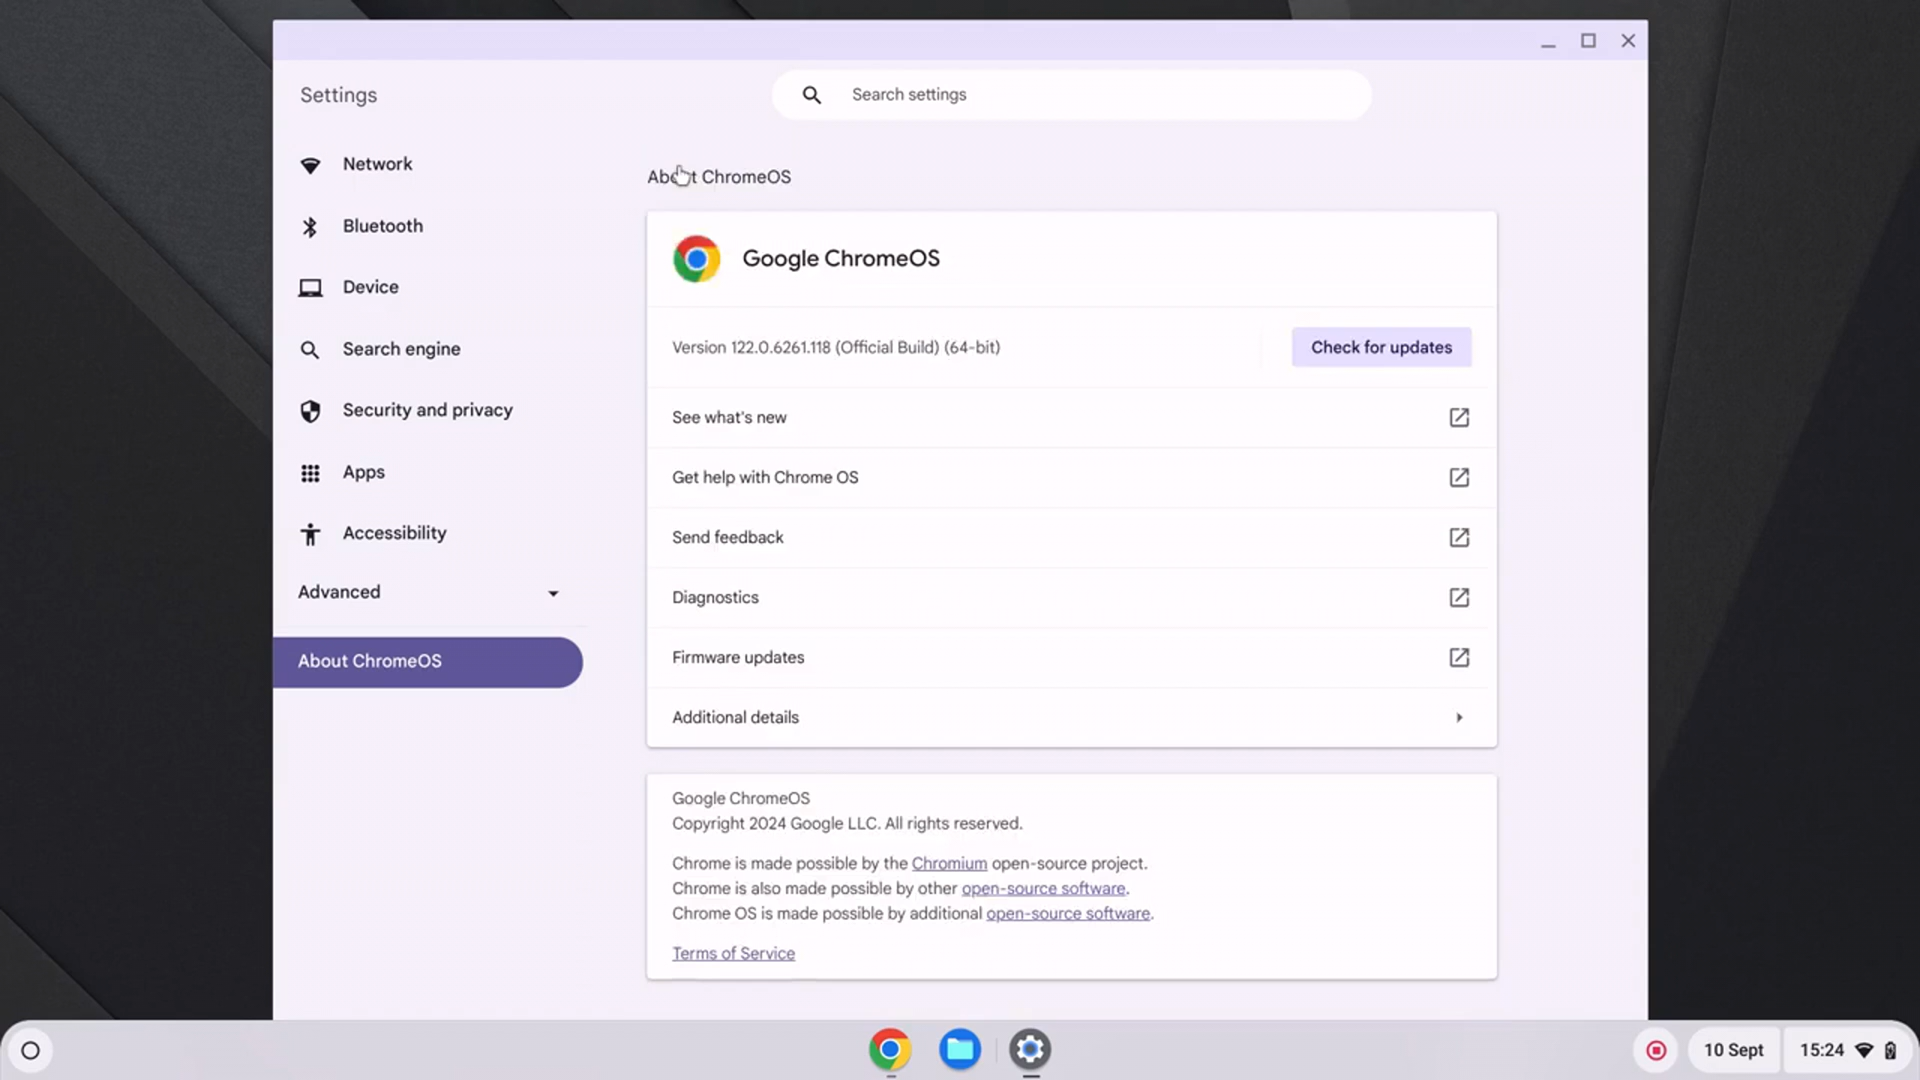 Settings
Search settings
Network
Bluetooth
Device
Search engine
Security and privacy
Apps
Accessibility
Advanced
About ChromeOS
About ChromeOS
Google ChromeOS
Version 122.0.6261.118 (Official Build) (64-bit)
Check for updates
See what's new
Get help with Chrome OS
Send feedback
Diagnostics
Firmware updates
Additional details
Google ChromeOS
Copyright 2024 Google LLC. All rights reserved.
Chrome is made possible by the Chromium open-source project.
Chrome is also made possible by other open-source software.
Chrome OS is made possible by additional open-source software.
Terms of Service
10 Sept
15:24